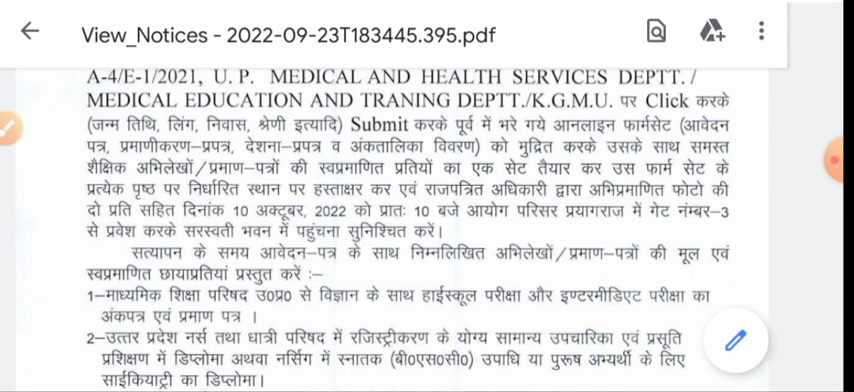 View_Notices - 2022-09-23T183445.395.pdf
A-4/E-1/2021, U. P. MEDICAL AND HEALTH SERVICES DEPTT. /
MEDICAL EDUCATION AND TRANING DEPTT./K.G.M.U. पर Click करके
(जन्म तिथि, लिंग, निवास, श्रेणी इत्यादि) Submit करके पूर्व में भरे गये आनलाइन फार्मसेट (आवेदन
पत्र, प्रमाणीकरण–प्रपत्र, देशना–प्रपत्र व अंकतालिका विवरण) को मुद्रित करके उसके साथ समस्त
शैक्षिक अभिलेखों/प्रमाण–पत्रों की स्वप्रमाणित प्रतियों का एक सेट तैयार कर उस फार्म सेट के
प्रत्येक पृष्ठ पर निर्धारित स्थान पर हस्ताक्षर कर एवं राजपत्रित अधिकारी द्वारा अभिप्रमाणित फोटो की
दो प्रति सहित दिनांक 10 अक्टूबर, 2022 को प्रातः 10 बजे आयोग परिसर प्रयागराज में गेट नंम्बर–3
से प्रवेश करके सरस्वती भवन में पहुंचना सुनिश्चित करें।
सत्यापन के समय आवेदन–पत्र के साथ निम्नलिखित अभिलेखों/प्रमाण–पत्रों की मूल एवं
स्वप्रमाणित छायाप्रतियां प्रस्तुत करें :–
1–माध्यमिक शिक्षा परिषद उ0प्र0 से विज्ञान के साथ हाईस्कूल परीक्षा और इण्टरमीडिएट परीक्षा का
अंकपत्र एवं प्रमाण पत्र ।
2–उत्तर प्रदेश नर्स तथा धात्री परिषद में रजिस्ट्रीकरण के योग्य सामान्य उपचारिका एवं प्रसूति
प्रशिक्षण में डिप्लोमा अथवा नर्सिग में स्नातक (बी0एस0सी0) उपाधि या पुरूष अभ्यर्थी के लिए
साईकियाट्री का डिप्लोमा।